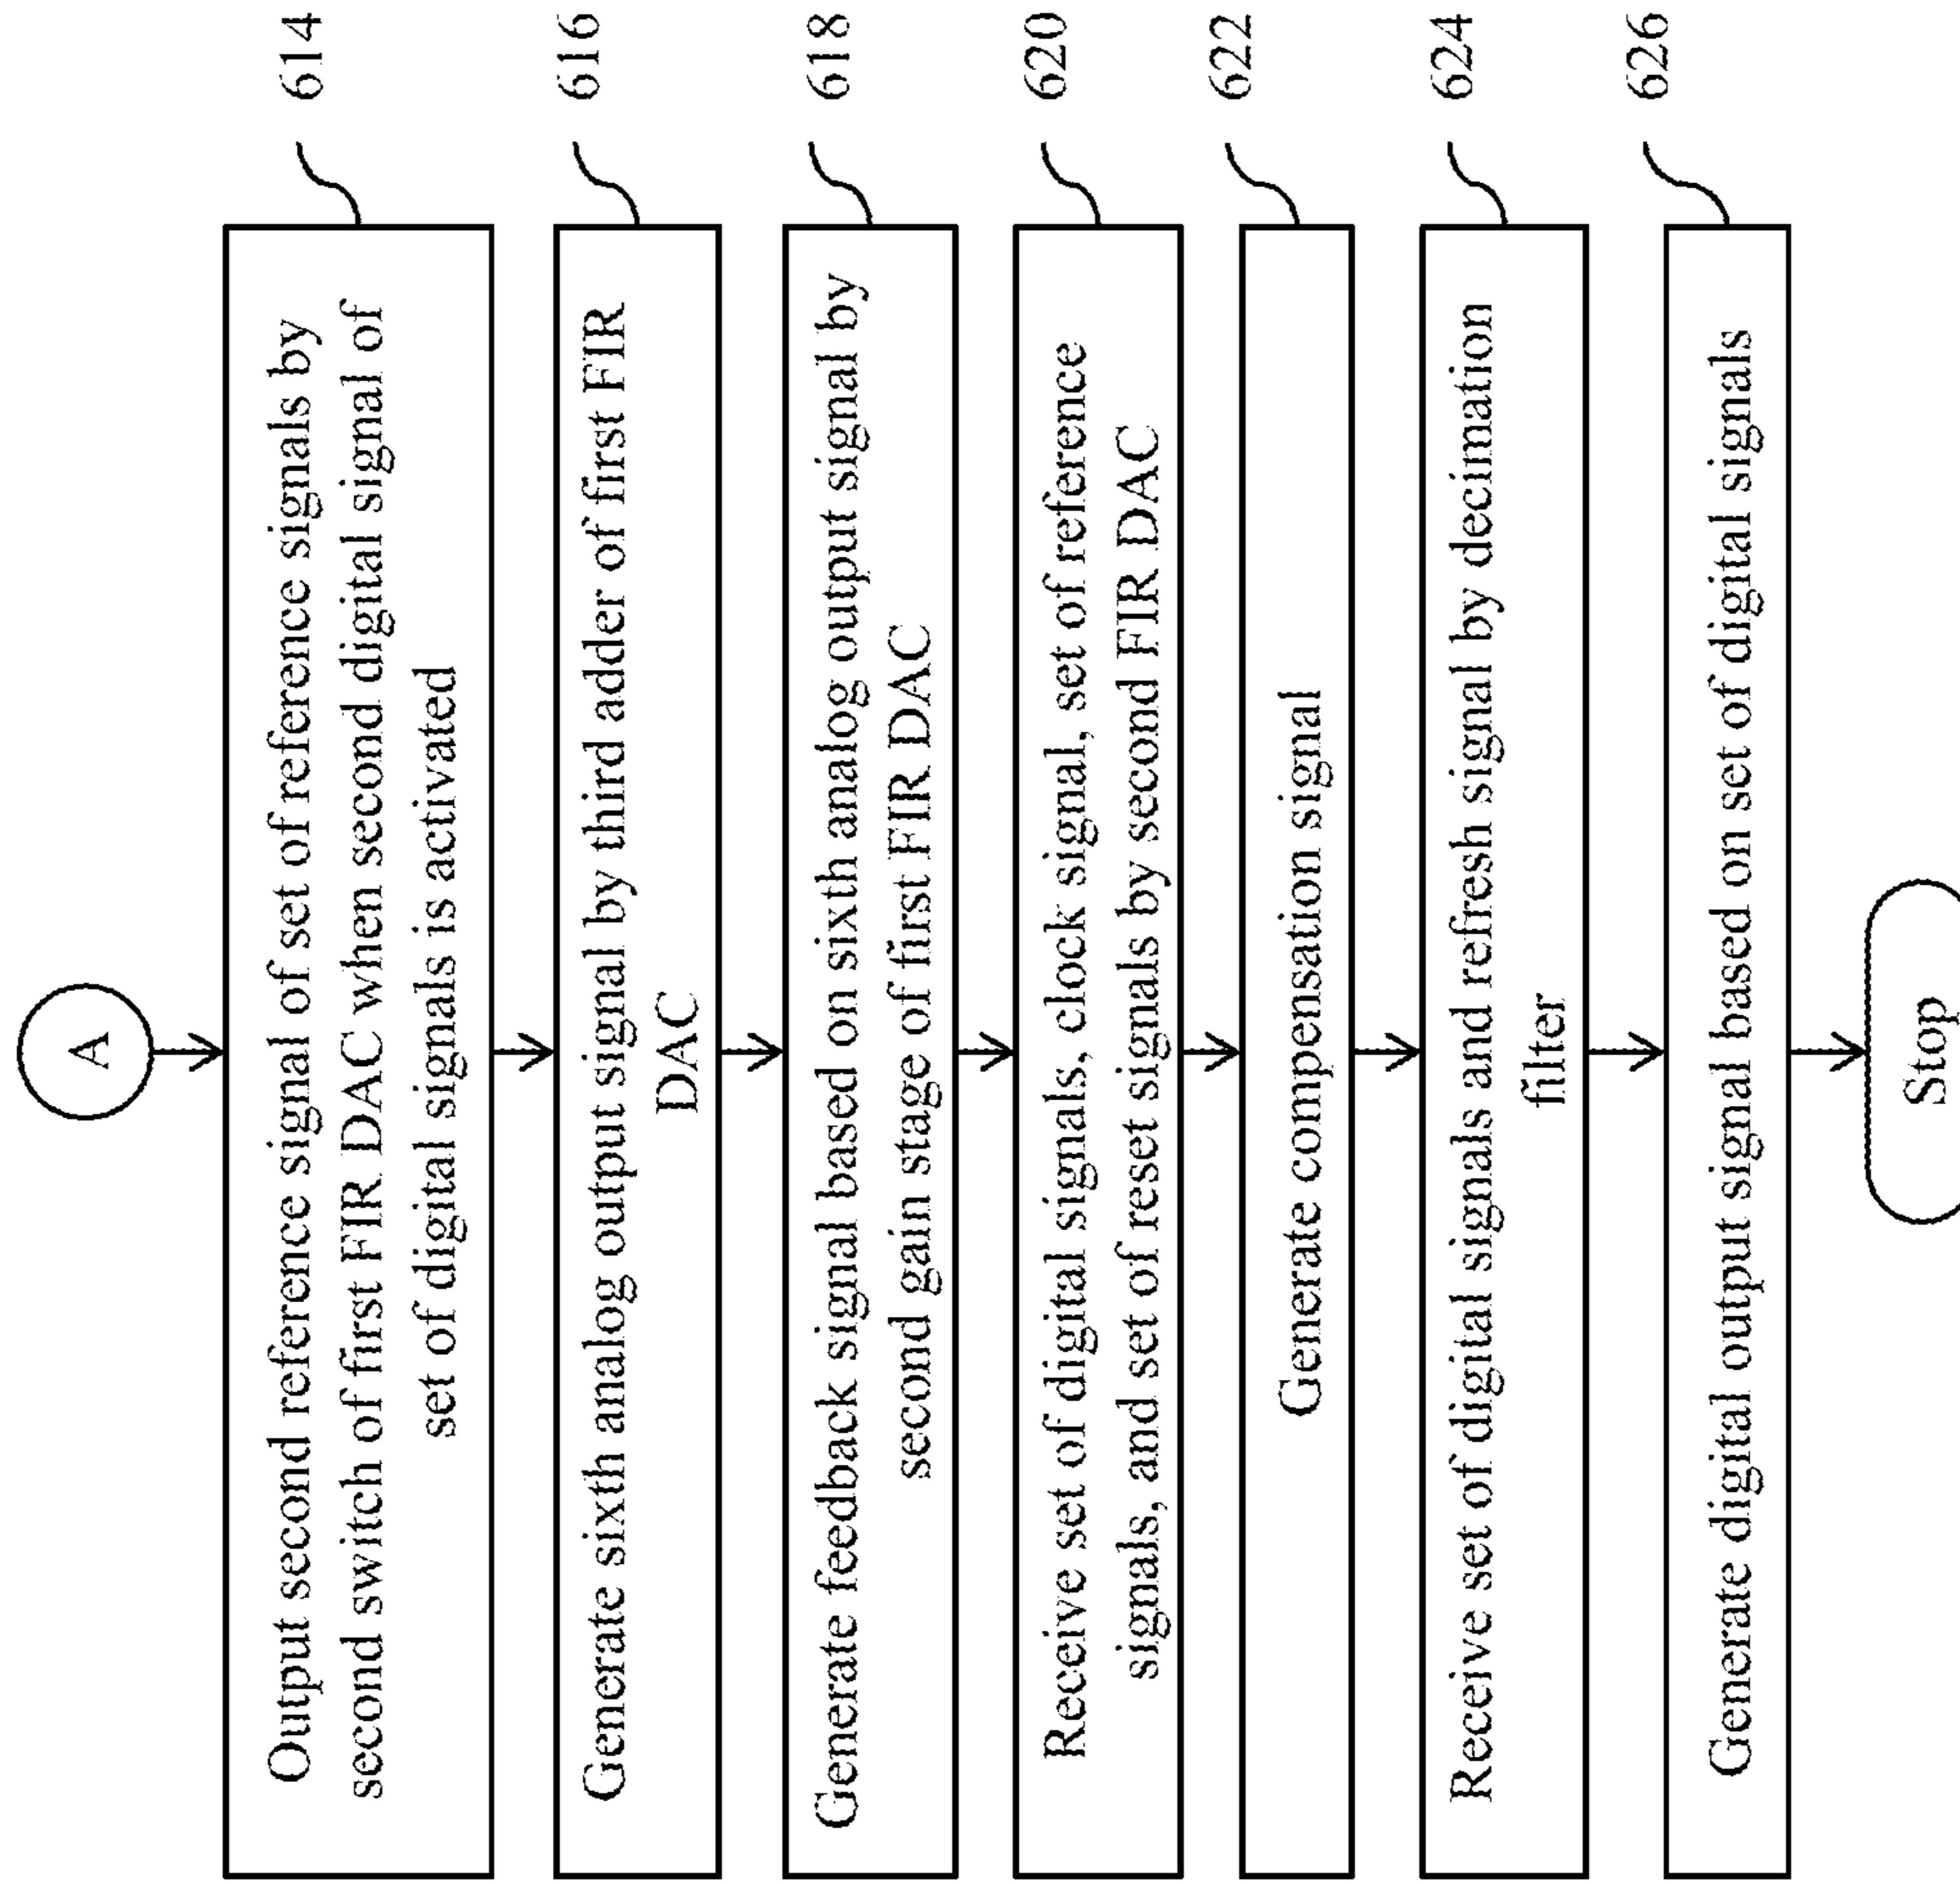 A
Output second reference signal of set of reference signals by
second switch of first FIR DAC when second digital signal of
set of digital signals is activated
614
Generate sixth analog output signal by third adder of first FIR
DAC
616
Generate feedback signal based on sixth analog output signal by
second gain stage of first FIR DAC
618
Receive set of digital signals, clock signal, set of reference
signals, and set of reset signals by second FIR DAC
620
Generate compensation signal
622
Receive set of digital signals and refresh signal by decimation
filter
624
Generate digital output signal based on set of digital signals
626
Stop